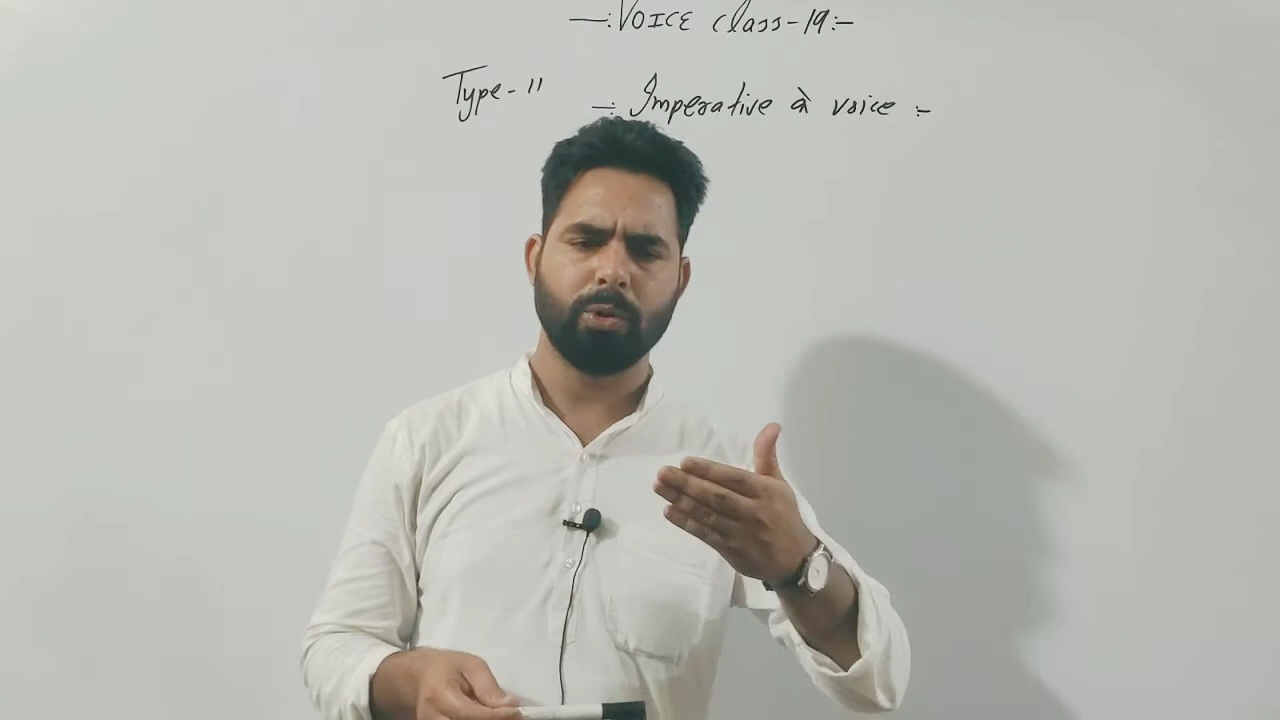 —:VOICE class-19:—
Type-11 —: Imperative à voice :-